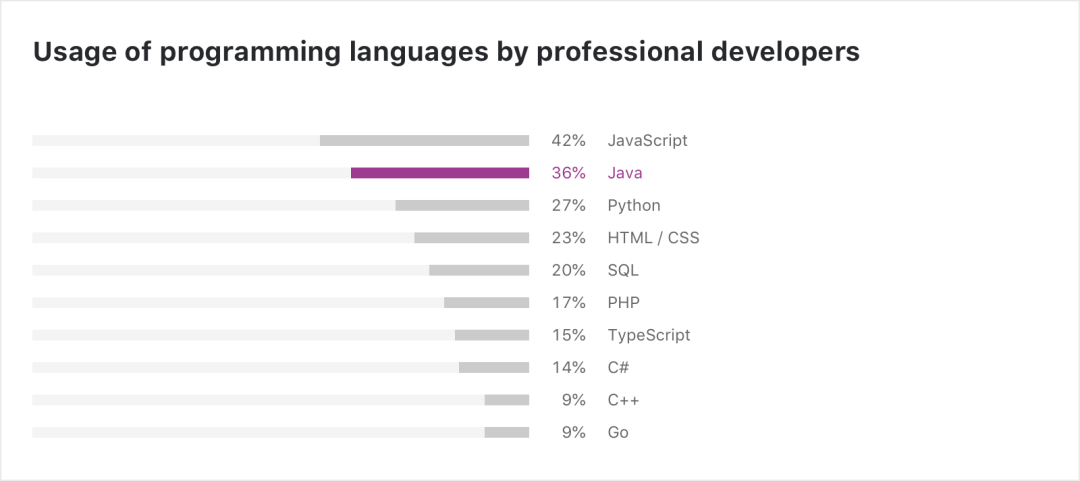 Usage of programming languages by professional developers
42% JavaScript
36% Java
27% Python
23% HTML / CSS
20% SQL
17% PHP
15% TypeScript
14% C#
9% C++
9% Go